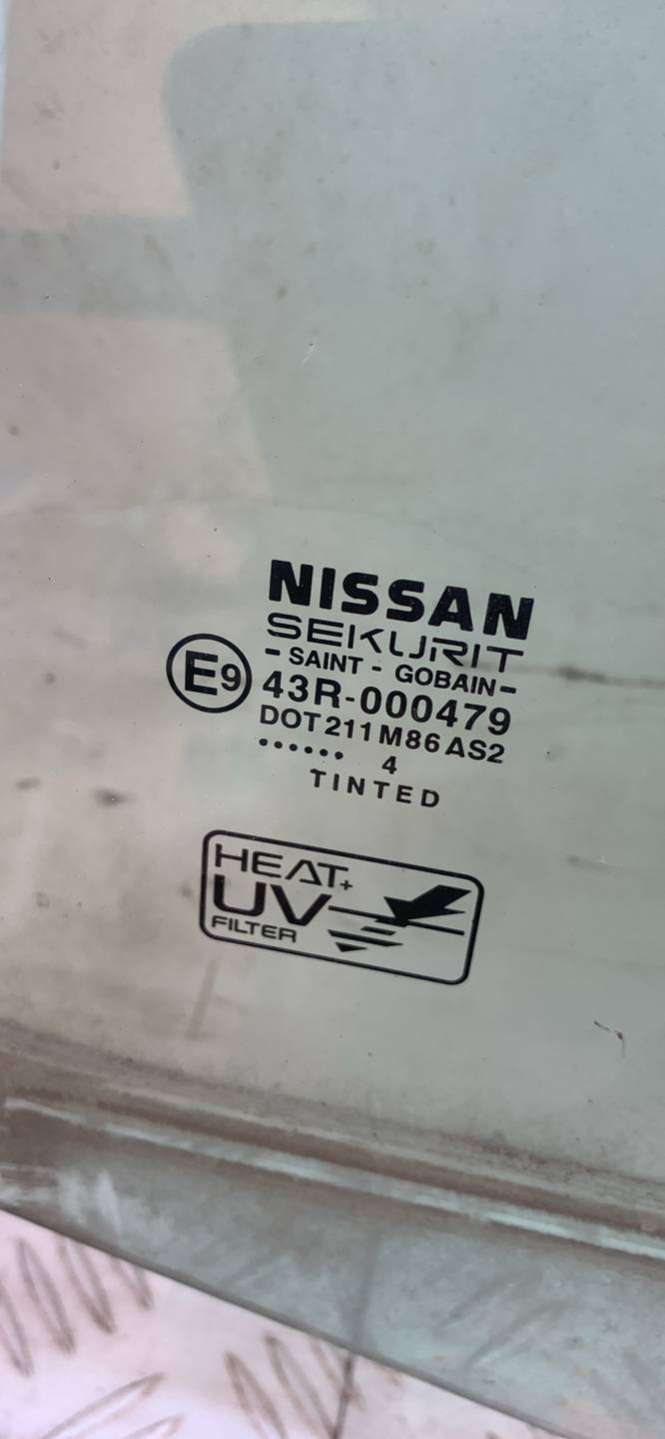 NISSAN
SEKURIT
- SAINT - GOBAIN -
E9
43R-000479
DOT 211 M86 AS2
...... 4
TINTED
HEAT+
UV
FILTER